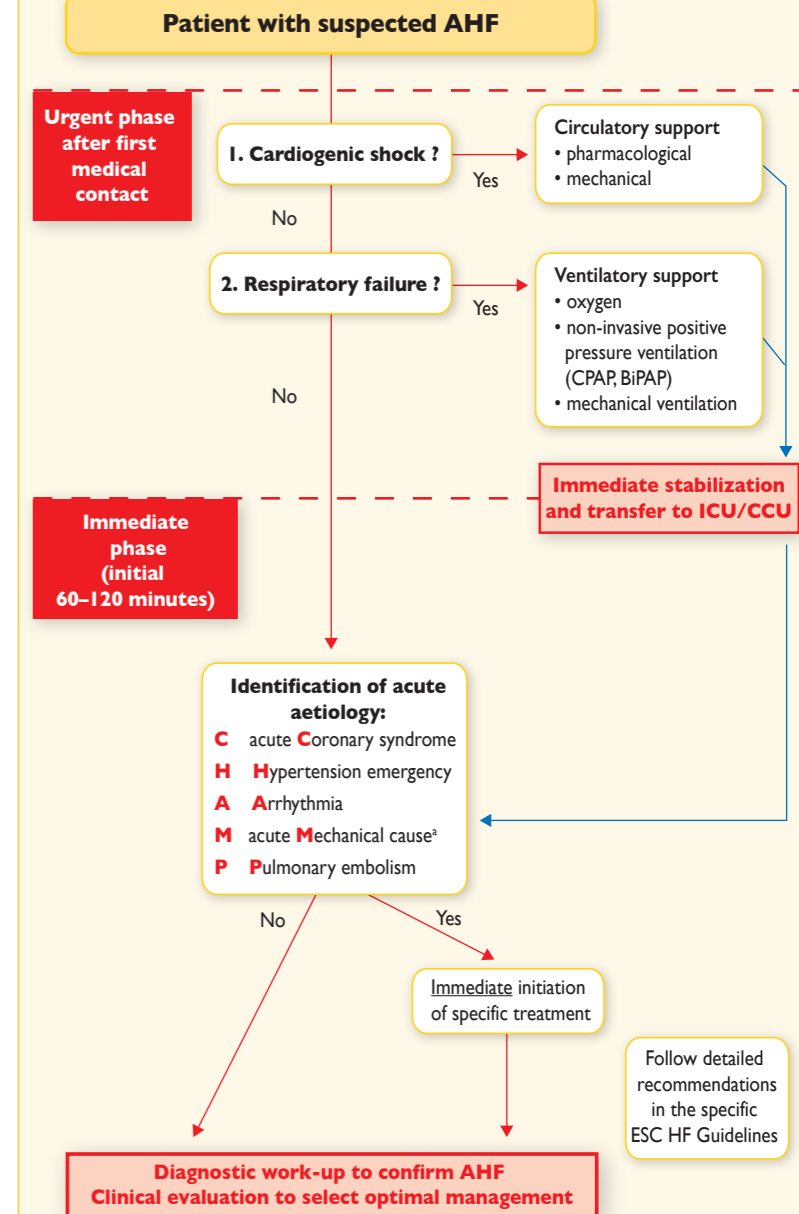 Patient with suspected AHF
Urgent phase
after first
medical
contact
1. Cardiogenic shock ?
Yes
Circulatory support
• pharmacological
• mechanical
No
2. Respiratory failure ?
Yes
Ventilatory support
• oxygen
• non-invasive positive
pressure ventilation
(CPAP, BiPAP)
• mechanical ventilation
No
Immediate stabilization
and transfer to ICU/CCU
Immediate
phase
(initial
60–120 minutes)
Identification of acute
aetiology:
C acute Coronary syndrome
H Hypertension emergency
A Arrhythmia
M acute Mechanical causeᵃ
P Pulmonary embolism
No
Yes
Immediate initiation
of specific treatment
Follow detailed
recommendations
in the specific
ESC HF Guidelines
Diagnostic work-up to confirm AHF
Clinical evaluation to select optimal management